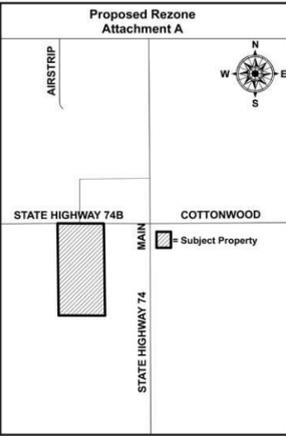 Proposed Rezone
Attachment A
AIRSTRIP
N
W
E
S
STATE HIGHWAY 74B
COTTONWOOD
MAIN
= Subject Property
STATE HIGHWAY 74